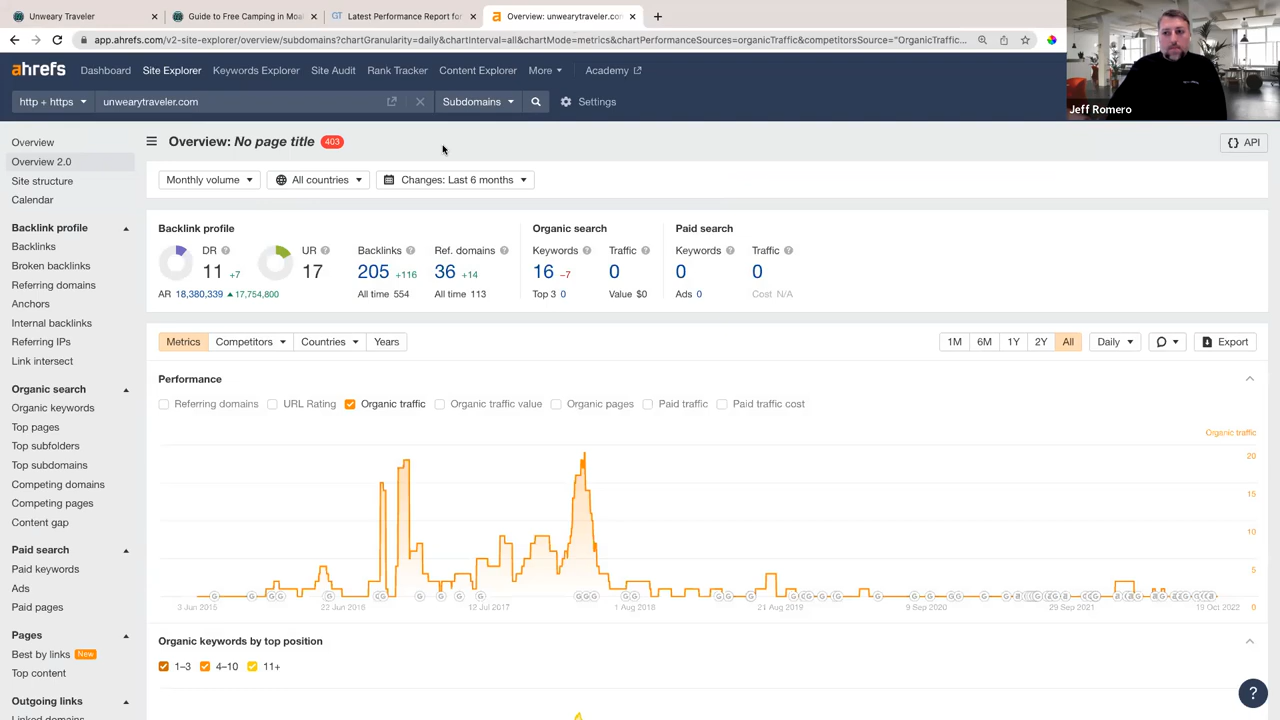 Unweary Traveler
Guide to Free Camping in Moa
GT Latest Performance Report for
Overview: unwearytraveler.com
app.ahrefs.com/v2-site-explorer/overview/subdomains?chartGranularity=daily&chartInterval=all&chartMode=metrics&chartPerformanceSources=organicTraffic&competitorsSource="OrganicTraffic...
ahrefs Dashboard Site Explorer Keywords Explorer Site Audit Rank Tracker Content Explorer More Academy
http + https unwearytraveler.com Subdomains Settings
Jeff Romero
Overview
Overview 2.0
Site structure
Calendar
Backlink profile
Backlinks
Broken backlinks
Referring domains
Anchors
Internal backlinks
Referring IPs
Link intersect
Organic search
Organic keywords
Top pages
Top subfolders
Top subdomains
Competing domains
Competing pages
Content gap
Paid search
Paid keywords
Ads
Paid pages
Pages
Best by links New
Top content
Outgoing links
Linked domains
Overview: No page title 403
{} API
Monthly volume All countries Changes: Last 6 months
Backlink profile
DR ? UR ? Backlinks ? Ref. domains ?
11 +7 17 205 +116 36 +14
AR 18,380,339 17,754,800 All time 554 All time 113
Organic search
Keywords ? Traffic ?
16 −7 0
Top 3 0 Value $0
Paid search
Keywords ? Traffic ?
0 0
Ads 0 Cost N/A
Metrics Competitors Countries Years
1M 6M 1Y 2Y All Daily Export
Performance
Referring domains URL Rating Organic traffic Organic traffic value Organic pages Paid traffic Paid traffic cost
Organic traffic
20
15
10
5
0
3 Jun 2015 22 Jun 2016 12 Jul 2017 1 Aug 2018 21 Aug 2019 9 Sep 2020 29 Sep 2021 19 Oct 2022
Organic keywords by top position
1–3 4–10 11+
?